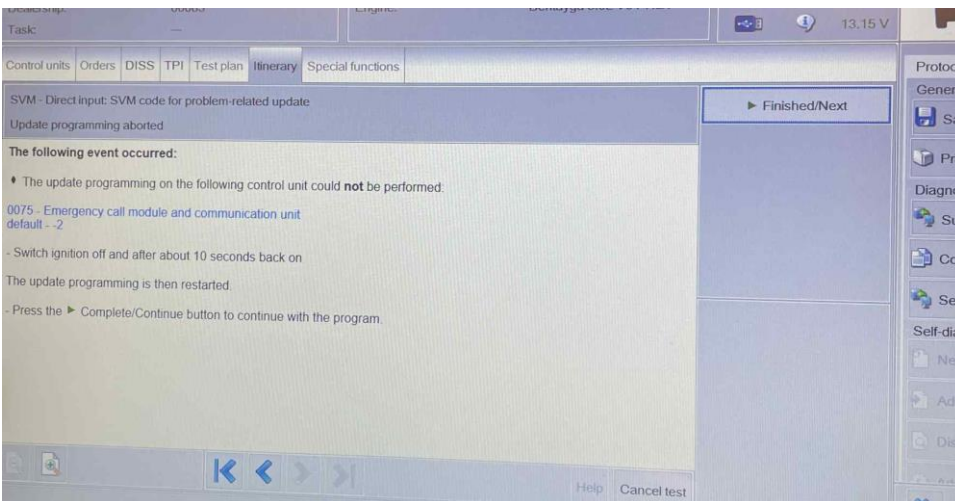 Dealership:
Engine:
Task:
---
13.15 V
Control units
Orders
DISS
TPI
Test plan
Itinerary
Special functions
SVM - Direct input: SVM code for problem-related update
Update programming aborted
► Finished/Next
The following event occurred:
♦ The update programming on the following control unit could not be performed:
0075 - Emergency call module and communication unit
default - -2
- Switch ignition off and after about 10 seconds back on
The update programming is then restarted.
- Press the ► Complete/Continue button to continue with the program.
Help
Cancel test